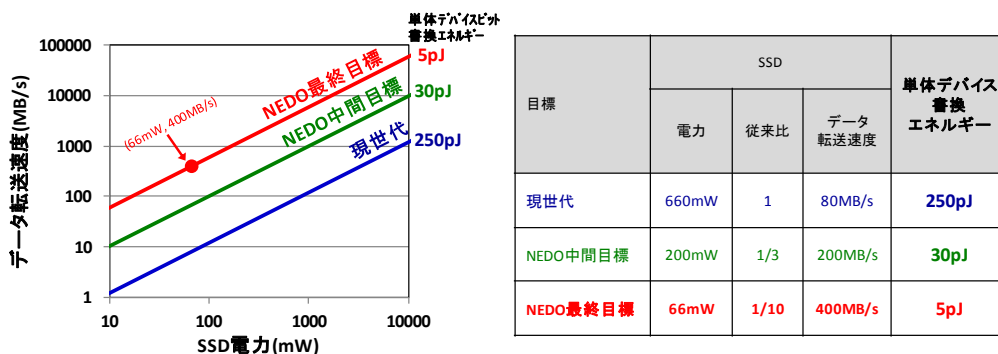 単体デバイスビット
書換エネルギー
100000
10000
1000
100
10
1
データ転送速度(MB/s)
10
100
1000
10000
SSD電力(mW)
NEDO最終目標
5pJ
NEDO中間目標
30pJ
現世代
250pJ
(66mW, 400MB/s)
目標
SSD
単体デバイス
書換
エネルギー
電力
従来比
データ
転送速度
現世代
660mW
1
80MB/s
250pJ
NEDO中間目標
200mW
1/3
200MB/s
30pJ
NEDO最終目標
66mW
1/10
400MB/s
5pJ